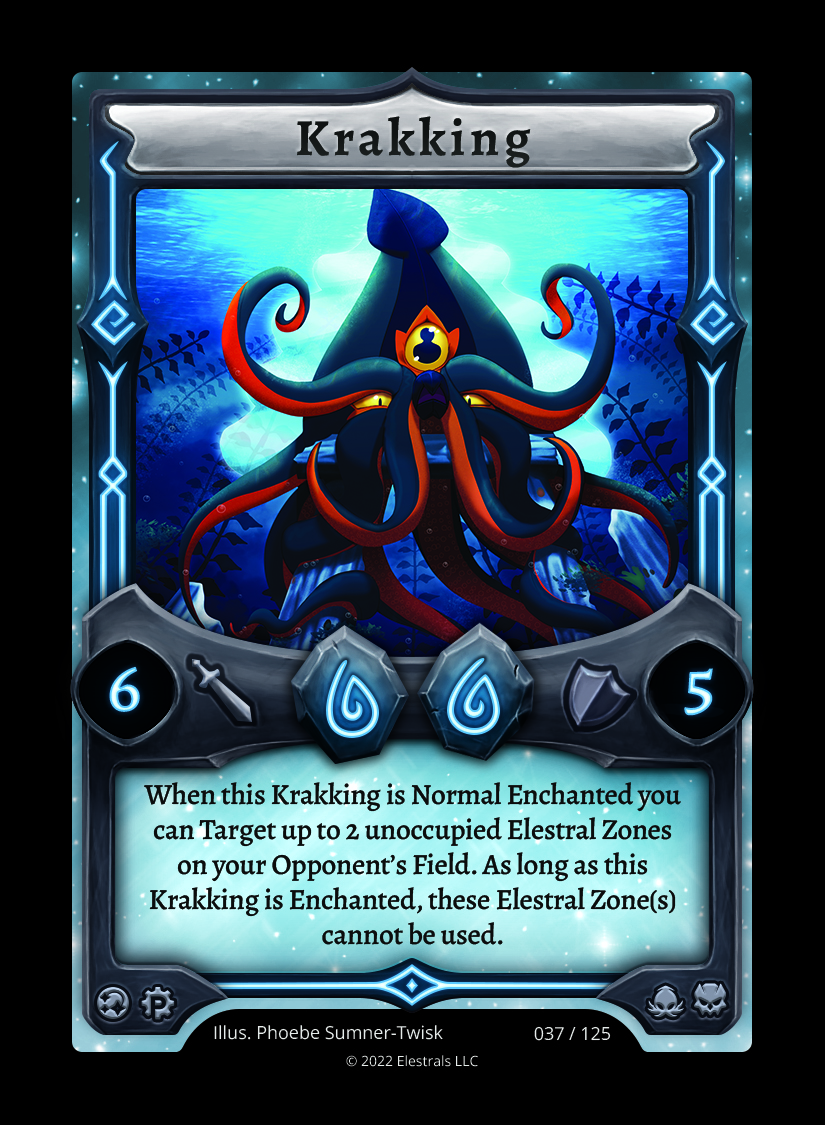 Krakking
6
5
When this Krakking is Normal Enchanted you
can Target up to 2 unoccupied Elestral Zones
on your Opponent's Field. As long as this
Krakking is Enchanted, these Elestral Zone(s)
cannot be used.
P
Illus. Phoebe Sumner-Twisk
037 / 125
© 2022 Elestrals LLC